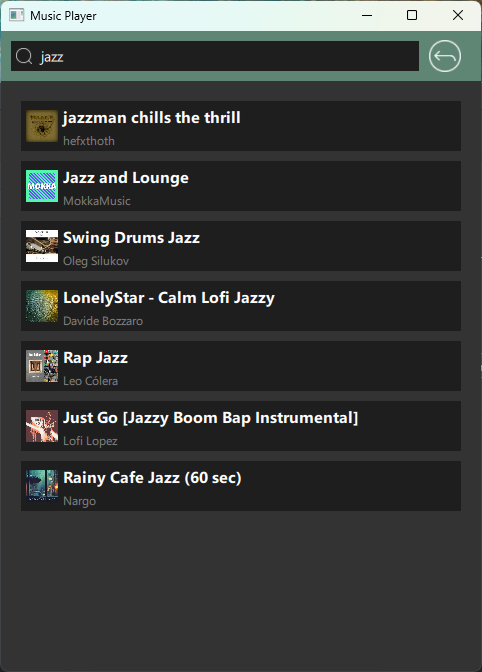 Music Player
jazz
jazzman chills the thrill
hefxthoth
MOKKA
Jazz and Lounge
MokkaMusic
Swing Drums Jazz
Oleg Silukov
LonelyStar - Calm Lofi Jazzy
Davide Bozzaro
Rap Jazz
Leo Cólera
Just Go [Jazzy Boom Bap Instrumental]
Lofi Lopez
Rainy Cafe Jazz (60 sec)
Nargo